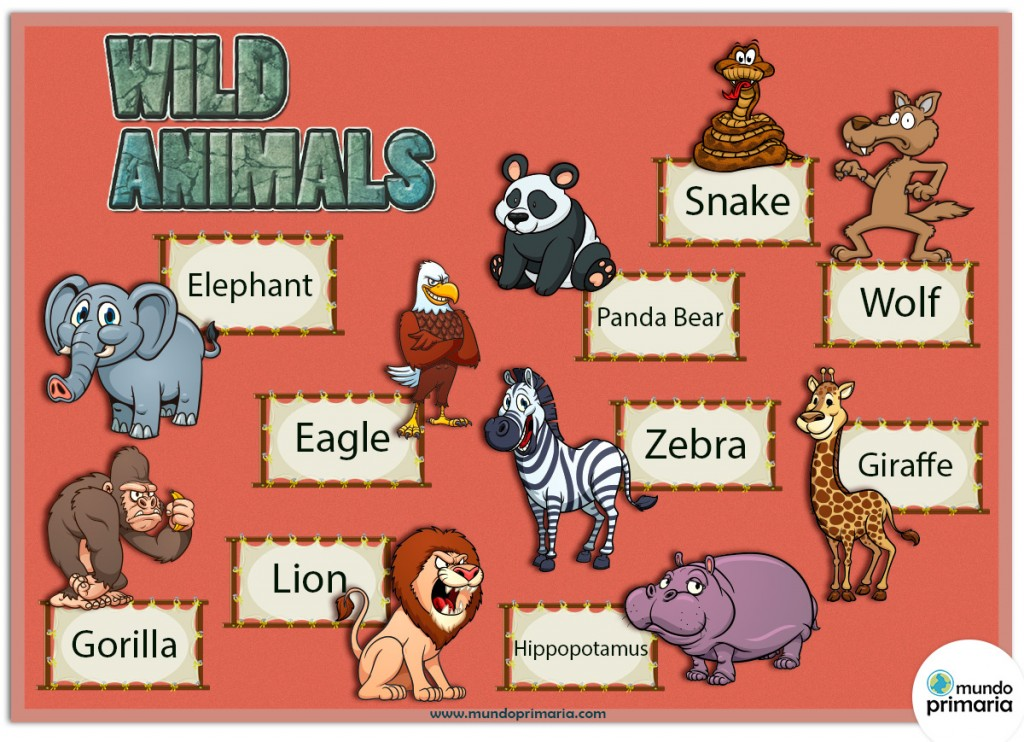 WILD
ANIMALS
Snake
Elephant
Panda Bear
Wolf
Eagle
Zebra
Giraffe
Lion
Gorilla
Hippopotamus
www.mundoprimaria.com
mundo
primaria